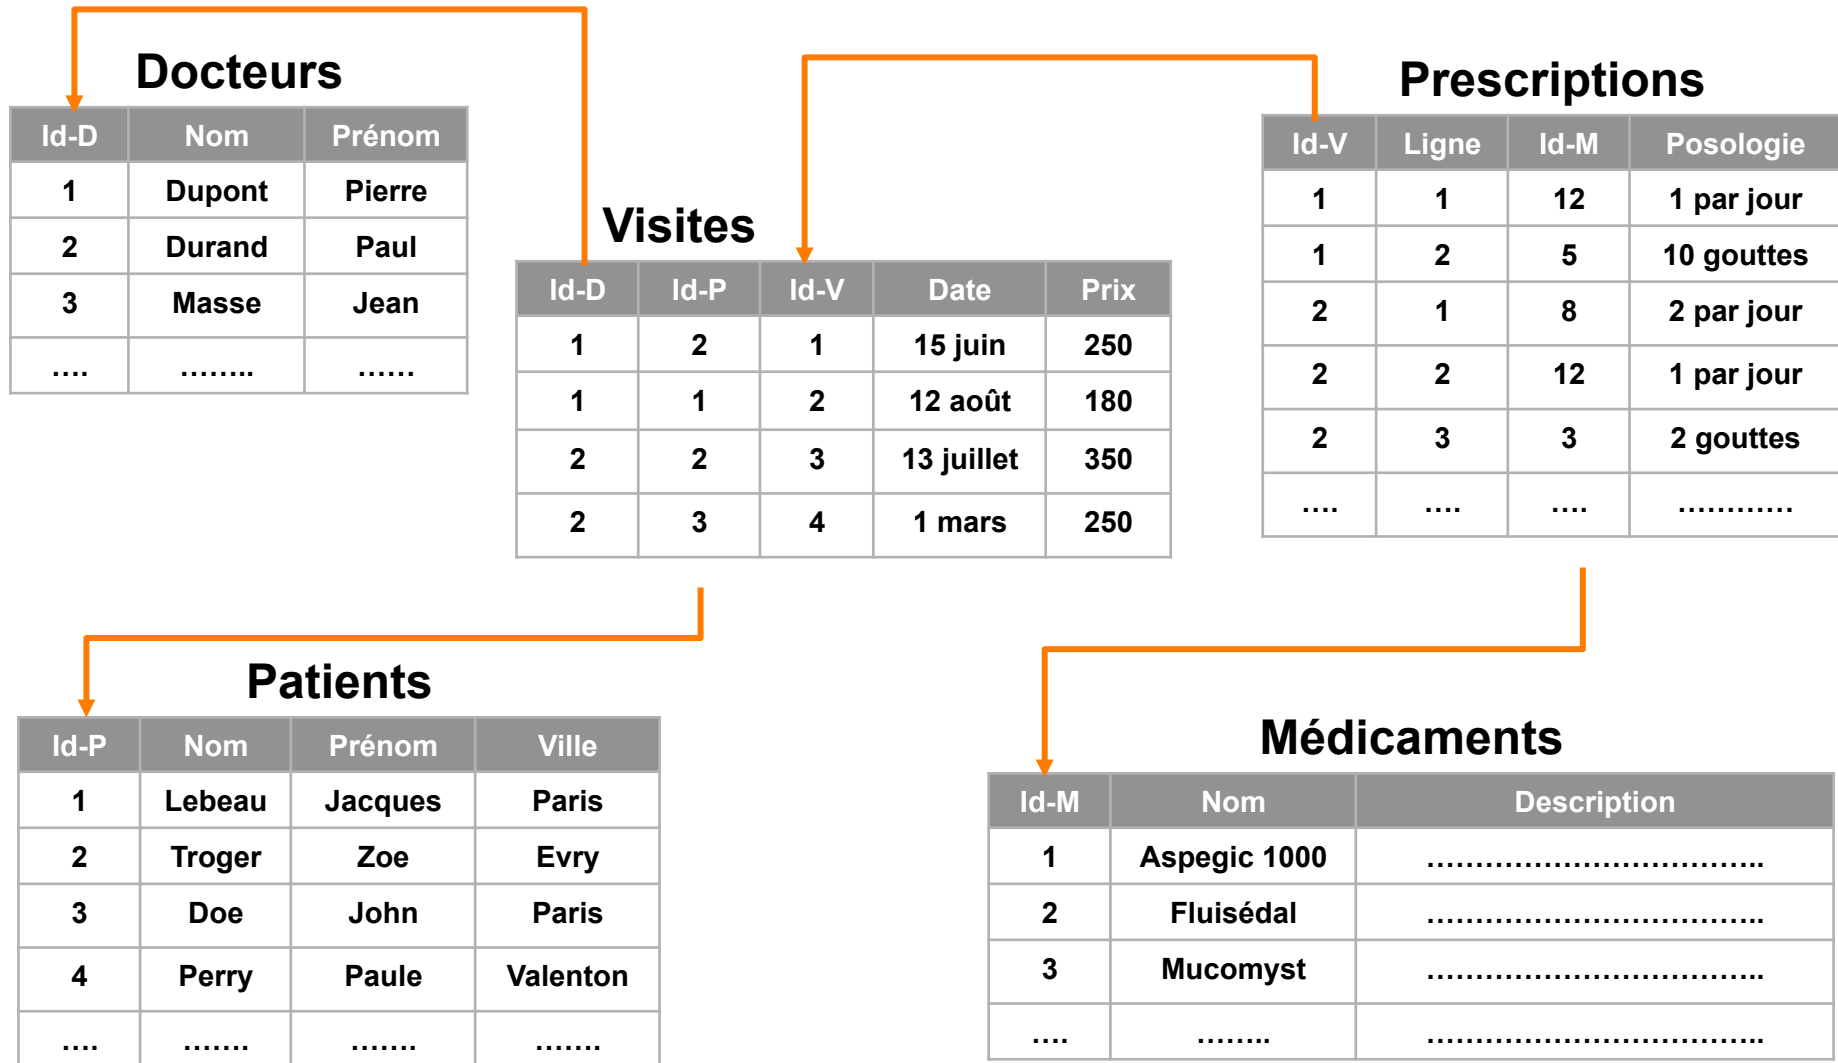 Docteurs
Id-D Nom Prénom
1 Dupont Pierre
2 Durand Paul
3 Masse Jean
.... ........ ......
Visites
Id-D Id-P Id-V Date Prix
1 2 1 15 juin 250
1 1 2 12 août 180
2 2 3 13 juillet 350
2 3 4 1 mars 250
Prescriptions
Id-V Ligne Id-M Posologie
1 1 12 1 par jour
1 2 5 10 gouttes
2 1 8 2 par jour
2 2 12 1 par jour
2 3 3 2 gouttes
.... .... .... ............
Patients
Id-P Nom Prénom Ville
1 Lebeau Jacques Paris
2 Troger Zoe Evry
3 Doe John Paris
4 Perry Paule Valenton
.... ....... ....... .......
Médicaments
Id-M Nom Description
1 Aspegic 1000 ..................................
2 Fluisédal ..................................
3 Mucomyst ..................................
.... ........ ..................................